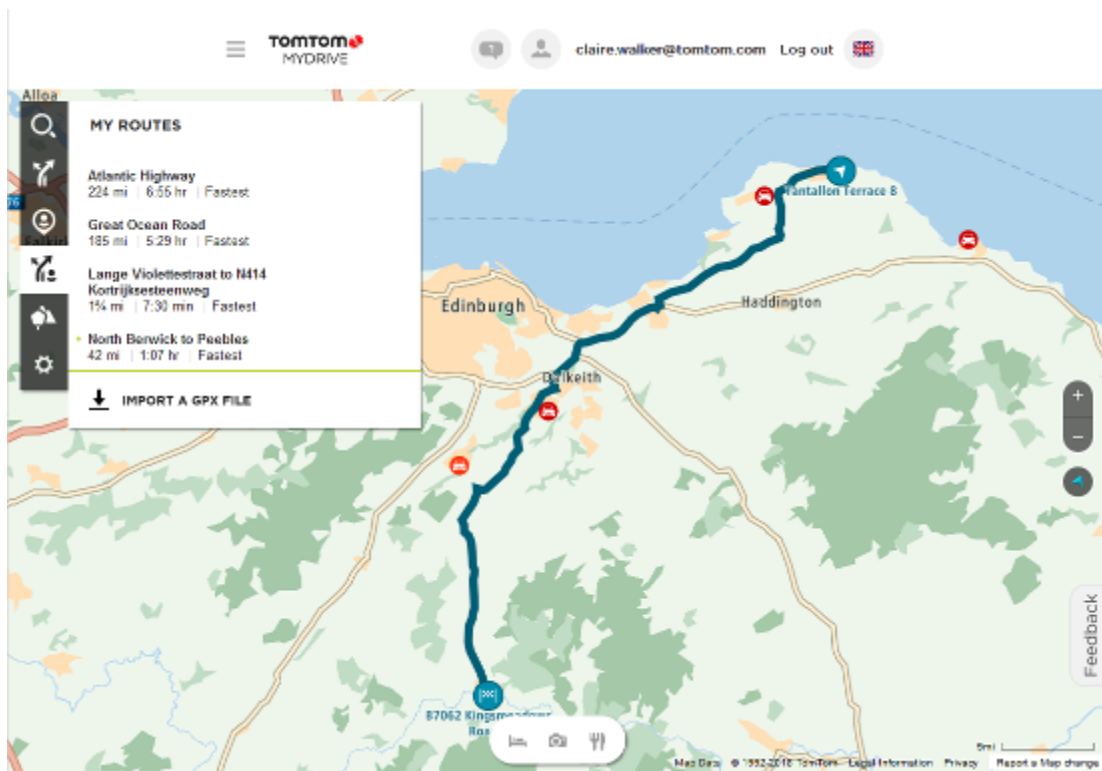 TOMTOM
MYDRIVE
claire.walker@tomtom.com Log out
Alloa
MY ROUTES
Atlantic Highway
224 mi | 6:55 hr | Fastest
Great Ocean Road
185 mi | 5:29 hr | Fastest
Lange Violettestraat to N414
Kortrijksesteenweg
1¾ mi | 7:30 min | Fastest
North Berwick to Peebles
42 mi | 1:07 hr | Fastest
IMPORT A GPX FILE
Tantallon Terrace 8
Edinburgh
Haddington
Dalkeith
Feedback
5mi
Map Data © 1992-2018 TomTom Legal Information Privacy Report a Map change